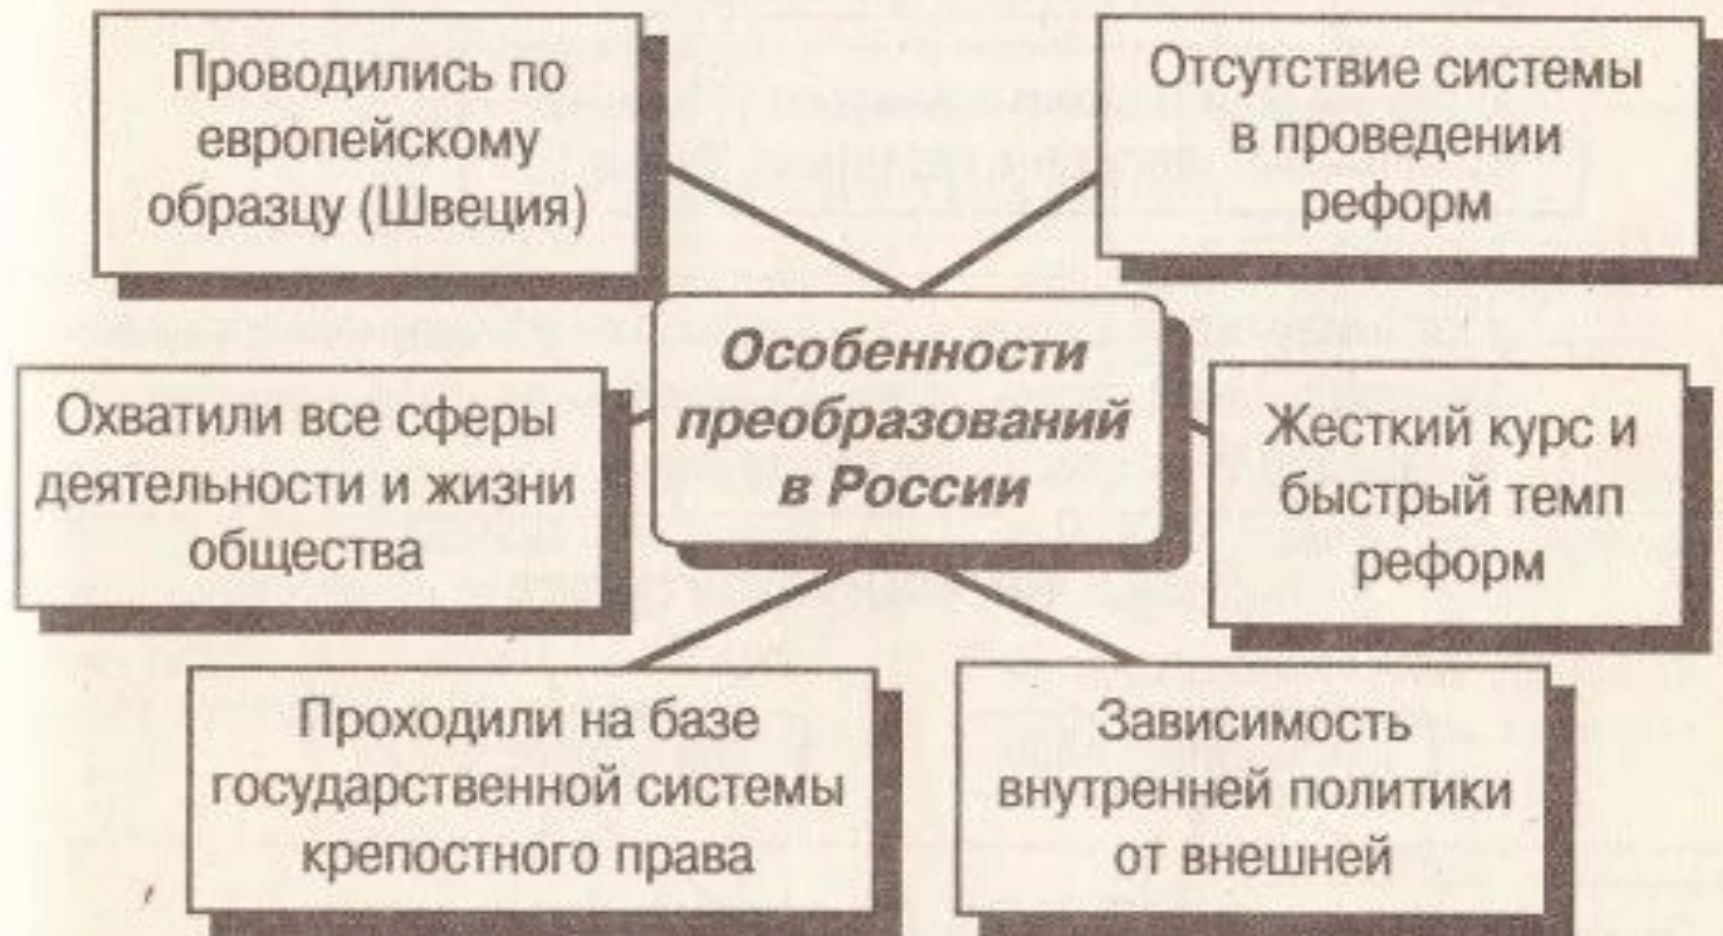 Проводились по
европейскому
образцу (Швеция)
Отсутствие системы
в проведении
реформ
Особенности
преобразований
в России
Охватили все сферы
деятельности и жизни
общества
Жесткий курс и
быстрый темп
реформ
Проходили на базе
государственной системы
крепостного права
Зависимость
внутренней политики
от внешней